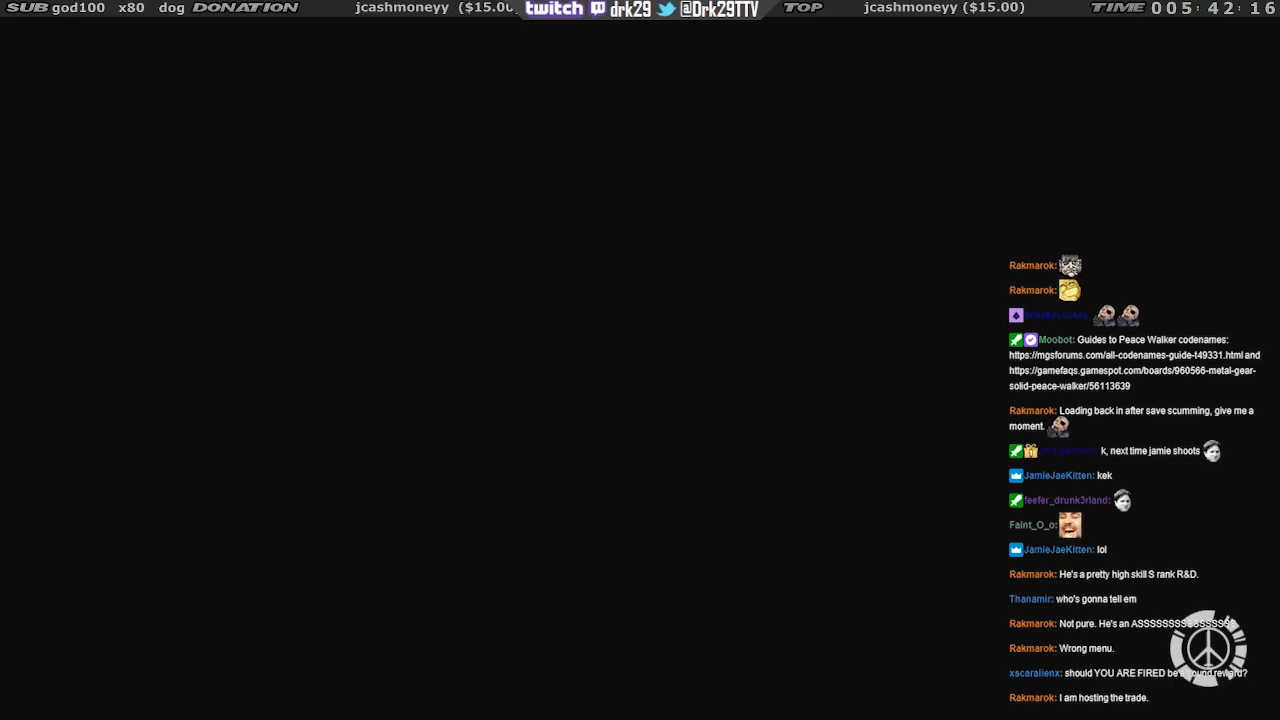 SUB god100 x80 dog DONATION jcashmoneyy ($15.00 twitch drk29 @Drk29TTV TOP jcashmoneyy ($15.00) TIME 005:42:16
Rakmarok:
Rakmarok:
Moobot: Guides to Peace Walker codenames:
https://mgsforums.com/all-codenames-guide-t49331.html and
https://gamefaqs.gamespot.com/boards/960566-metal-gear-
solid-peace-walker/56113639
Rakmarok: Loading back in after save scumming, give me a
moment.
k, next time jamie shoots
JamieJaeKitten: kek
feefer_drunk3rland:
Faint_O_o:
JamieJaeKitten: lol
Rakmarok: He's a pretty high skill S rank R&D.
Thanamir: who's gonna tell em
Rakmarok: Not pure. He's an ASSSSSSSSSSSSSSSS
Rakmarok: Wrong menu.
xscaralienx: should YOU ARE FIRED be a sound reward?
Rakmarok: I am hosting the trade.